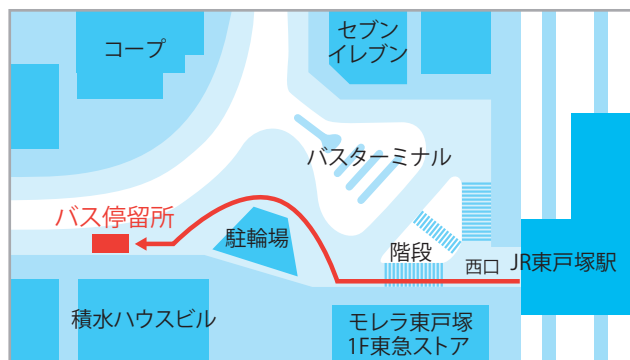 コープ
セブン
イレブン
バスターミナル
バス停留所
駐輪場
階段
西口
JR東戸塚駅
積水ハウスビル
モレラ東戸塚
1F東急ストア